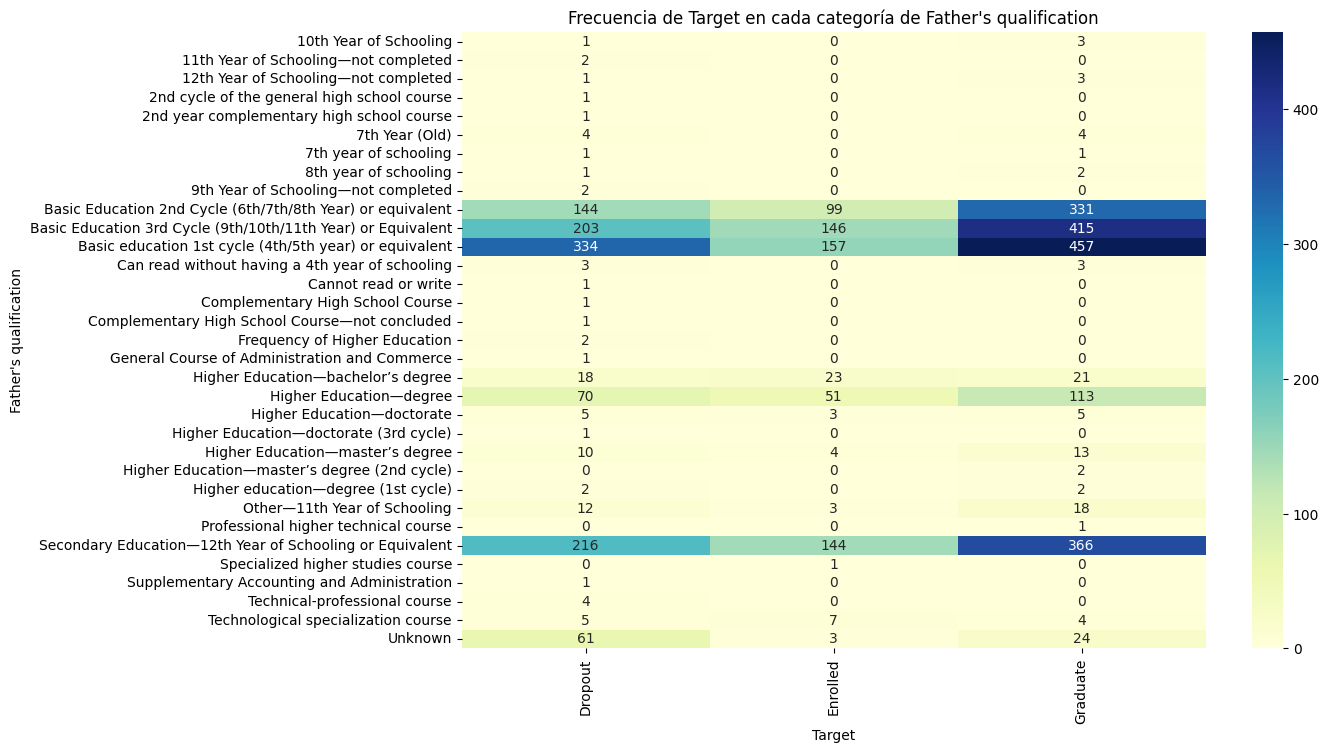 Frecuencia de Target en cada categoría de Father's qualification
Father's qualification
10th Year of Schooling 1 0 3
11th Year of Schooling—not completed 2 0 0
12th Year of Schooling—not completed 1 0 3
2nd cycle of the general high school course 1 0 0
2nd year complementary high school course 1 0 0
7th Year (Old) 4 0 4
7th year of schooling 1 0 1
8th year of schooling 1 0 2
9th Year of Schooling—not completed 2 0 0
Basic Education 2nd Cycle (6th/7th/8th Year) or equivalent 144 99 331
Basic Education 3rd Cycle (9th/10th/11th Year) or Equivalent 203 146 415
Basic education 1st cycle (4th/5th year) or equivalent 334 157 457
Can read without having a 4th year of schooling 3 0 3
Cannot read or write 1 0 0
Complementary High School Course 1 0 0
Complementary High School Course—not concluded 1 0 0
Frequency of Higher Education 2 0 0
General Course of Administration and Commerce 1 0 0
Higher Education—bachelor’s degree 18 23 21
Higher Education—degree 70 51 113
Higher Education—doctorate 5 3 5
Higher Education—doctorate (3rd cycle) 1 0 0
Higher Education—master’s degree 10 4 13
Higher Education—master’s degree (2nd cycle) 0 0 2
Higher education—degree (1st cycle) 2 0 2
Other—11th Year of Schooling 12 3 18
Professional higher technical course 0 0 1
Secondary Education—12th Year of Schooling or Equivalent 216 144 366
Specialized higher studies course 0 1 0
Supplementary Accounting and Administration 1 0 0
Technical-professional course 4 0 0
Technological specialization course 5 7 4
Unknown 61 3 24
Dropout Enrolled Graduate
Target
400
300
200
100
0